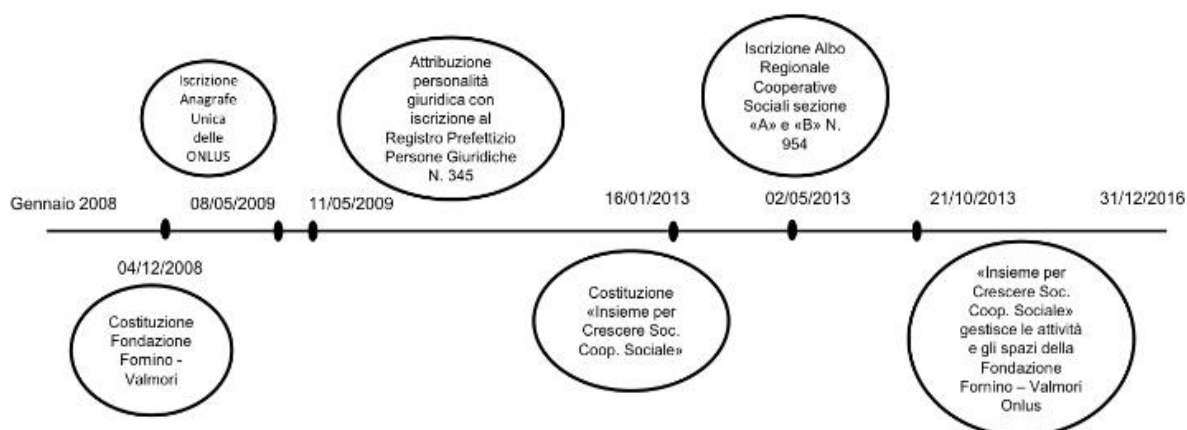 Iscrizione
Anagrafe
Unica
delle
ONLUS
Attribuzione
personalità
giuridica con
iscrizione al
Registro Prefettizio
Persone Giuridiche
N. 345
Iscrizione Albo
Regionale
Cooperative
Sociali sezione
«A» e «B» N.
954
Gennaio 2008
08/05/2009
11/05/2009
16/01/2013
02/05/2013
21/10/2013
31/12/2016
04/12/2008
Costituzione
Fondazione
Fornino -
Valmori
Costituzione
«Insieme per
Crescere Soc.
Coop. Sociale»
«Insieme per
Crescere Soc.
Coop. Sociale»
gestisce le attività
e gli spazi della
Fondazione
Fornino – Valmori
Onlus